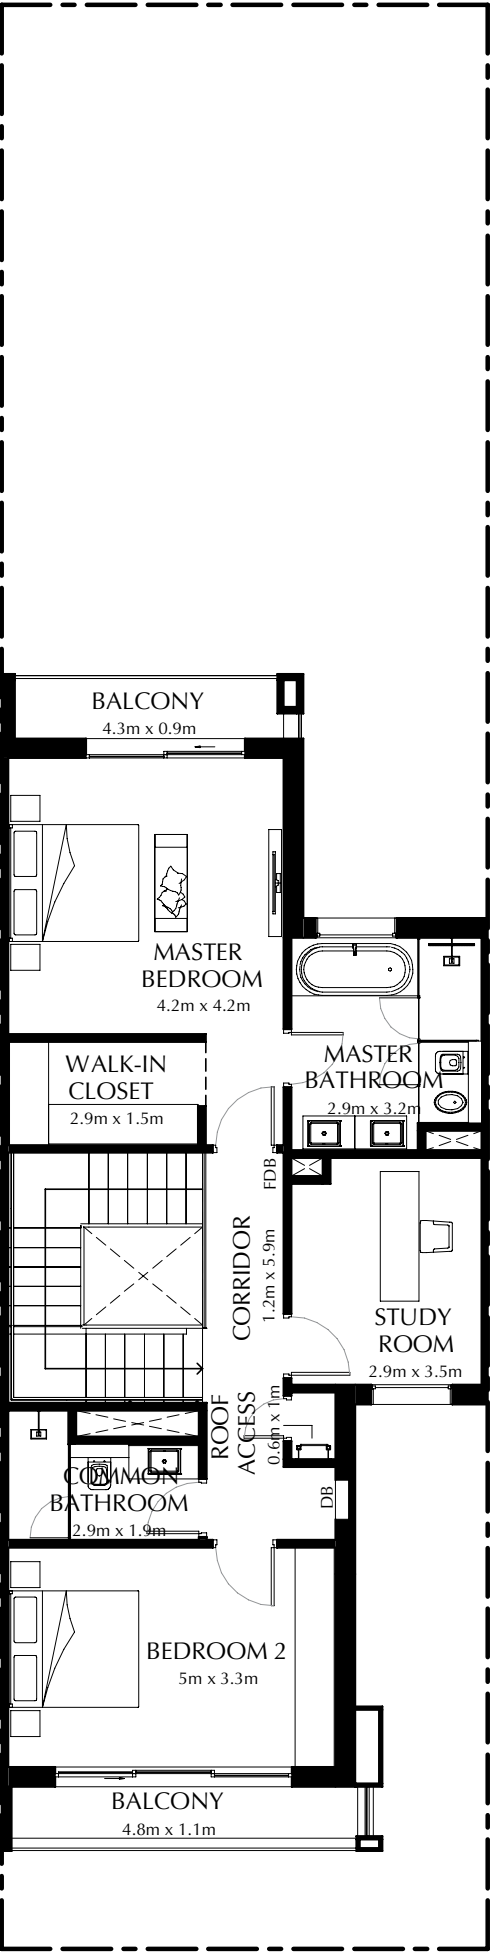 BALCONY
4.3m x 0.9m
MASTER
BEDROOM
4.2m x 4.2m
WALK-IN
CLOSET
2.9m x 1.5m
MASTER
BATHROOM
2.9m x 3.2m
FDB
CORRIDOR
1.2m x 5.9m
STUDY
ROOM
2.9m x 3.5m
ROOF
ACCESS
0.6m x 1m
COMMON
BATHROOM
2.9m x 1.9m
DB
BEDROOM 2
5m x 3.3m
BALCONY
4.8m x 1.1m